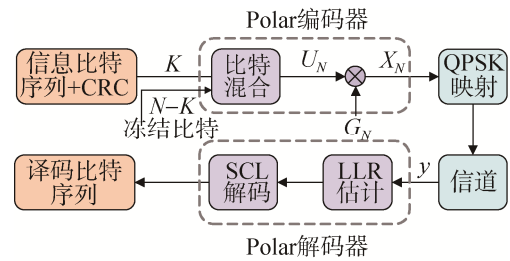 Polar编码器
信息比特
序列+CRC
K
比特
混合
U_N
X_N
QPSK
映射
N−K
冻结比特
G_N
译码比特
序列
SCL
解码
LLR
估计
y
信道
Polar解码器